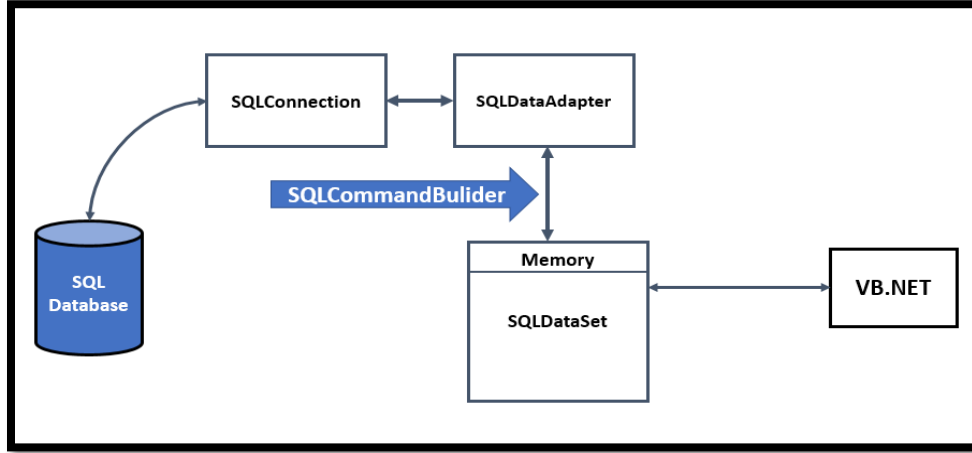 SQLConnection
SQLDataAdapter
SQLCommandBulider
SQL
Database
Memory
SQLDataSet
VB.NET